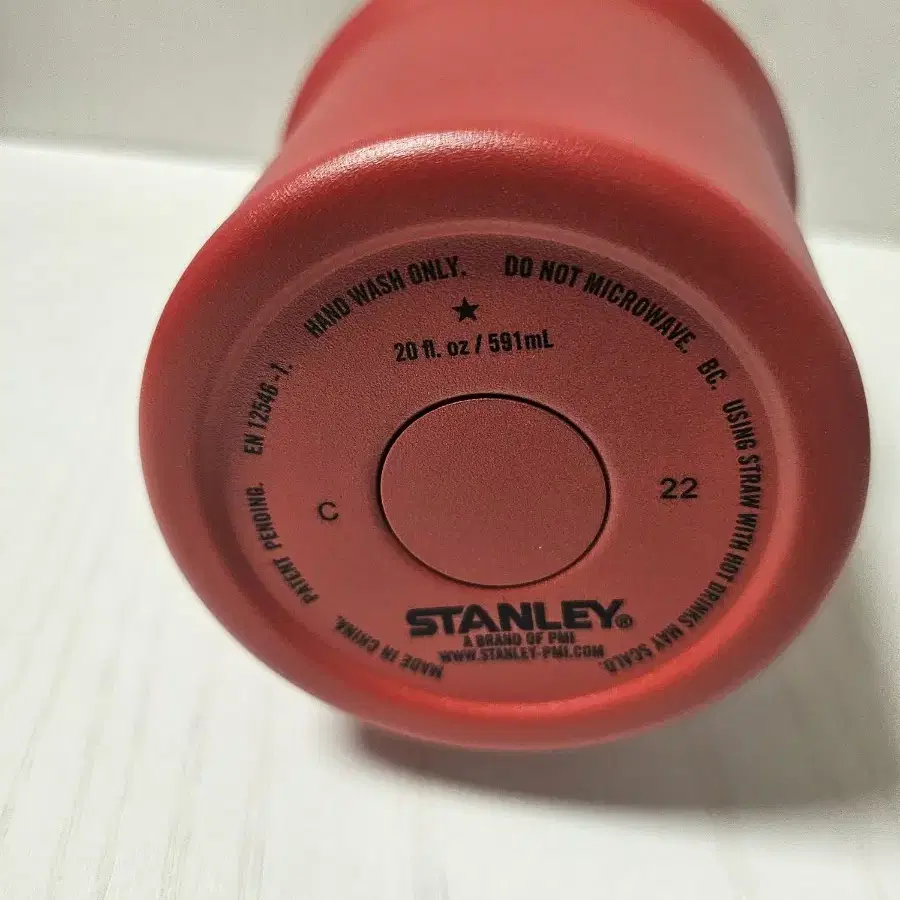 HAND WASH ONLY.
DO NOT MICROWAVE.
BC.
USING STRAW WITH HOT DRINKS MAY SCALD.
★
20 fl. oz / 591mL
EN 12546-1.
PATENT PENDING.
MADE IN CHINA.
C
22
STANLEY®
A BRAND OF PMI
WWW.STANLEY-PMI.COM